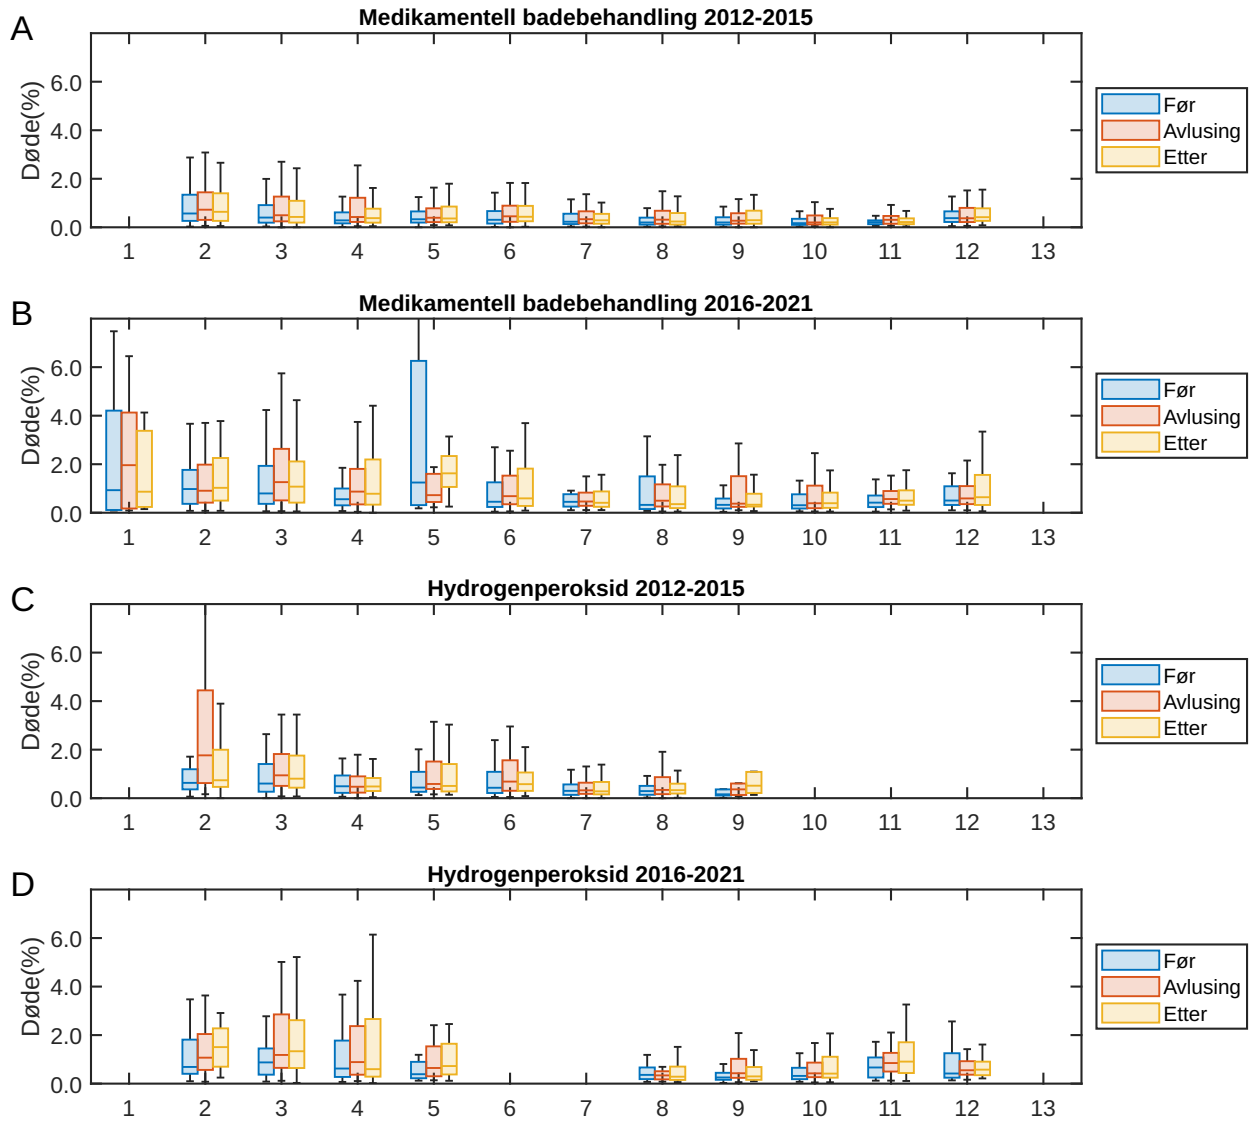 A
Medikamentell badebehandling 2012-2015
Døde(%)
6.0
4.0
2.0
0.0
1 2 3 4 5 6 7 8 9 10 11 12 13
Før
Avlusing
Etter
B
Medikamentell badebehandling 2016-2021
Døde(%)
6.0
4.0
2.0
0.0
1 2 3 4 5 6 7 8 9 10 11 12 13
Før
Avlusing
Etter
C
Hydrogenperoksid 2012-2015
Døde(%)
6.0
4.0
2.0
0.0
1 2 3 4 5 6 7 8 9 10 11 12 13
Før
Avlusing
Etter
D
Hydrogenperoksid 2016-2021
Døde(%)
6.0
4.0
2.0
0.0
1 2 3 4 5 6 7 8 9 10 11 12 13
Før
Avlusing
Etter